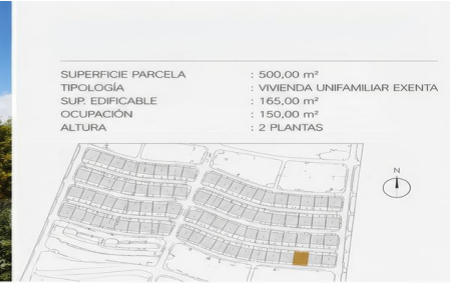 SUPERFICIE PARCELA : 500,00 m²
TIPOLOGÍA : VIVIENDA UNIFAMILIAR EXENTA
SUP. EDIFICABLE : 165,00 m²
OCUPACIÓN : 150,00 m²
ALTURA : 2 PLANTAS
N